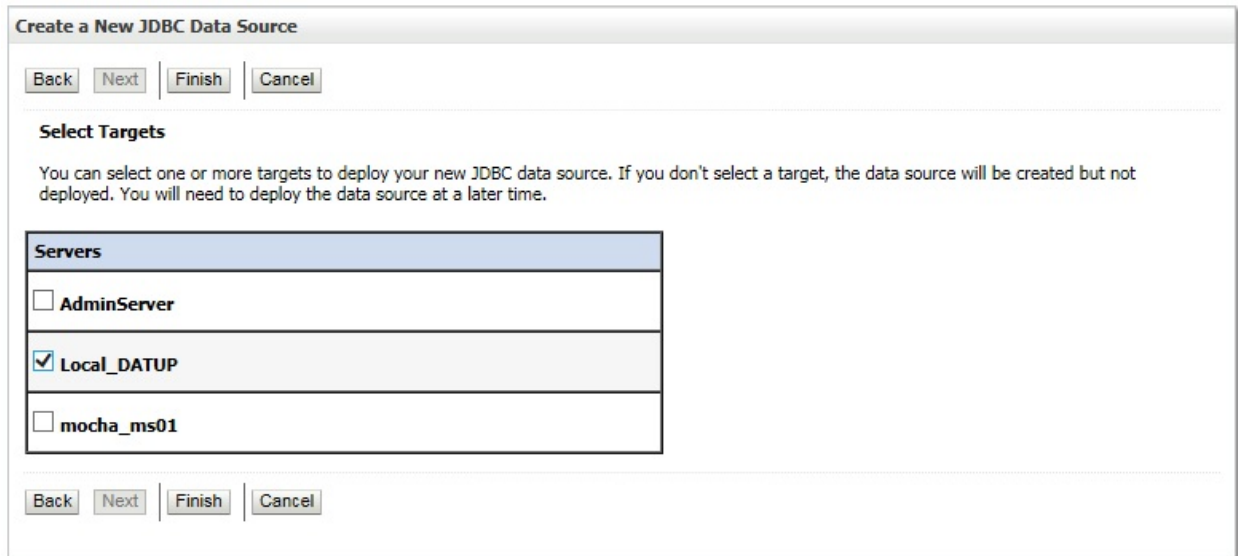 Create a New JDBC Data Source
Back Next Finish Cancel
Select Targets
You can select one or more targets to deploy your new JDBC data source. If you don't select a target, the data source will be created but not
deployed. You will need to deploy the data source at a later time.
Servers
AdminServer
Local_DATUP
mocha_ms01
Back Next Finish Cancel